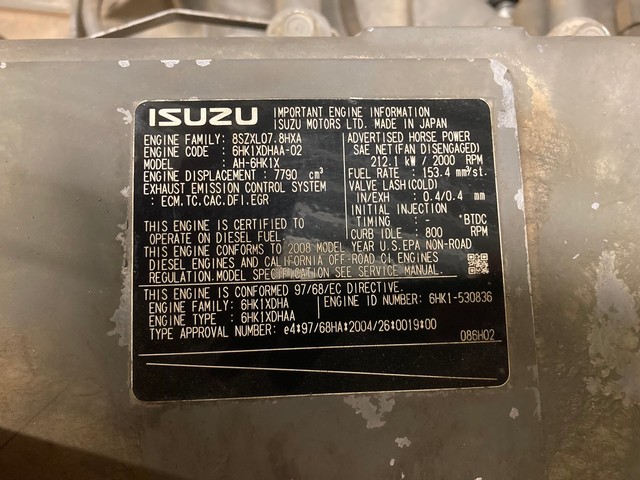 ISUZU
IMPORTANT ENGINE INFORMATION
ISUZU MOTORS LTD. MADE IN JAPAN
ENGINE FAMILY: 8SZXL07.8HXA
ENGINE CODE : 6HK1XDHAA-02
MODEL : AH-6HK1X
ENGINE DISPLACEMENT: 7790 cm³
EXHAUST EMISSION CONTROL SYSTEM
: ECM.TC.CAC.DFI.EGR
THIS ENGINE IS CERTIFIED TO
OPERATE ON DIESEL FUEL.
ADVERTISED HORSE POWER
SAE NET(FAN DISENGAGED)
212.1 kW / 2000 RPM
FUEL RATE : 153.4 mm³/st.
VALVE LASH(COLD)
IN/EXH : 0.4/0.4 mm
INITIAL INJECTION
TIMING : - °BTDC
CURB IDLE : 800 RPM
THIS ENGINE CONFORMS TO 2008 MODEL YEAR U.S.EPA NON-ROAD
DIESEL ENGINES AND CALIFORNIA OFF-ROAD CI ENGINES
REGULATION. MODEL SPECIFICATION SEE SERVICE MANUAL.
THIS ENGINE IS CONFORMED 97/68/EC DIRECTIVE.
ENGINE FAMILY: 6HK1XDHA
ENGINE TYPE : 6HK1XDHAA
ENGINE ID NUMBER: 6HK1-530836
TYPE APPROVAL NUMBER: e4*97/68HA*2004/26*0019*00
086H02